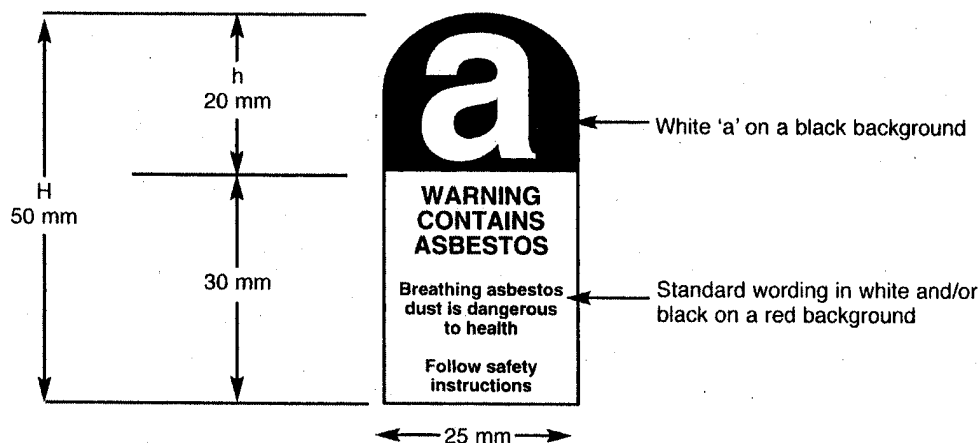 h
20 mm
H
50 mm
30 mm
a
WARNING
CONTAINS
ASBESTOS
Breathing asbestos
dust is dangerous
to health
Follow safety
instructions
25 mm
White ‘a’ on a black background
Standard wording in white and/or
black on a red background